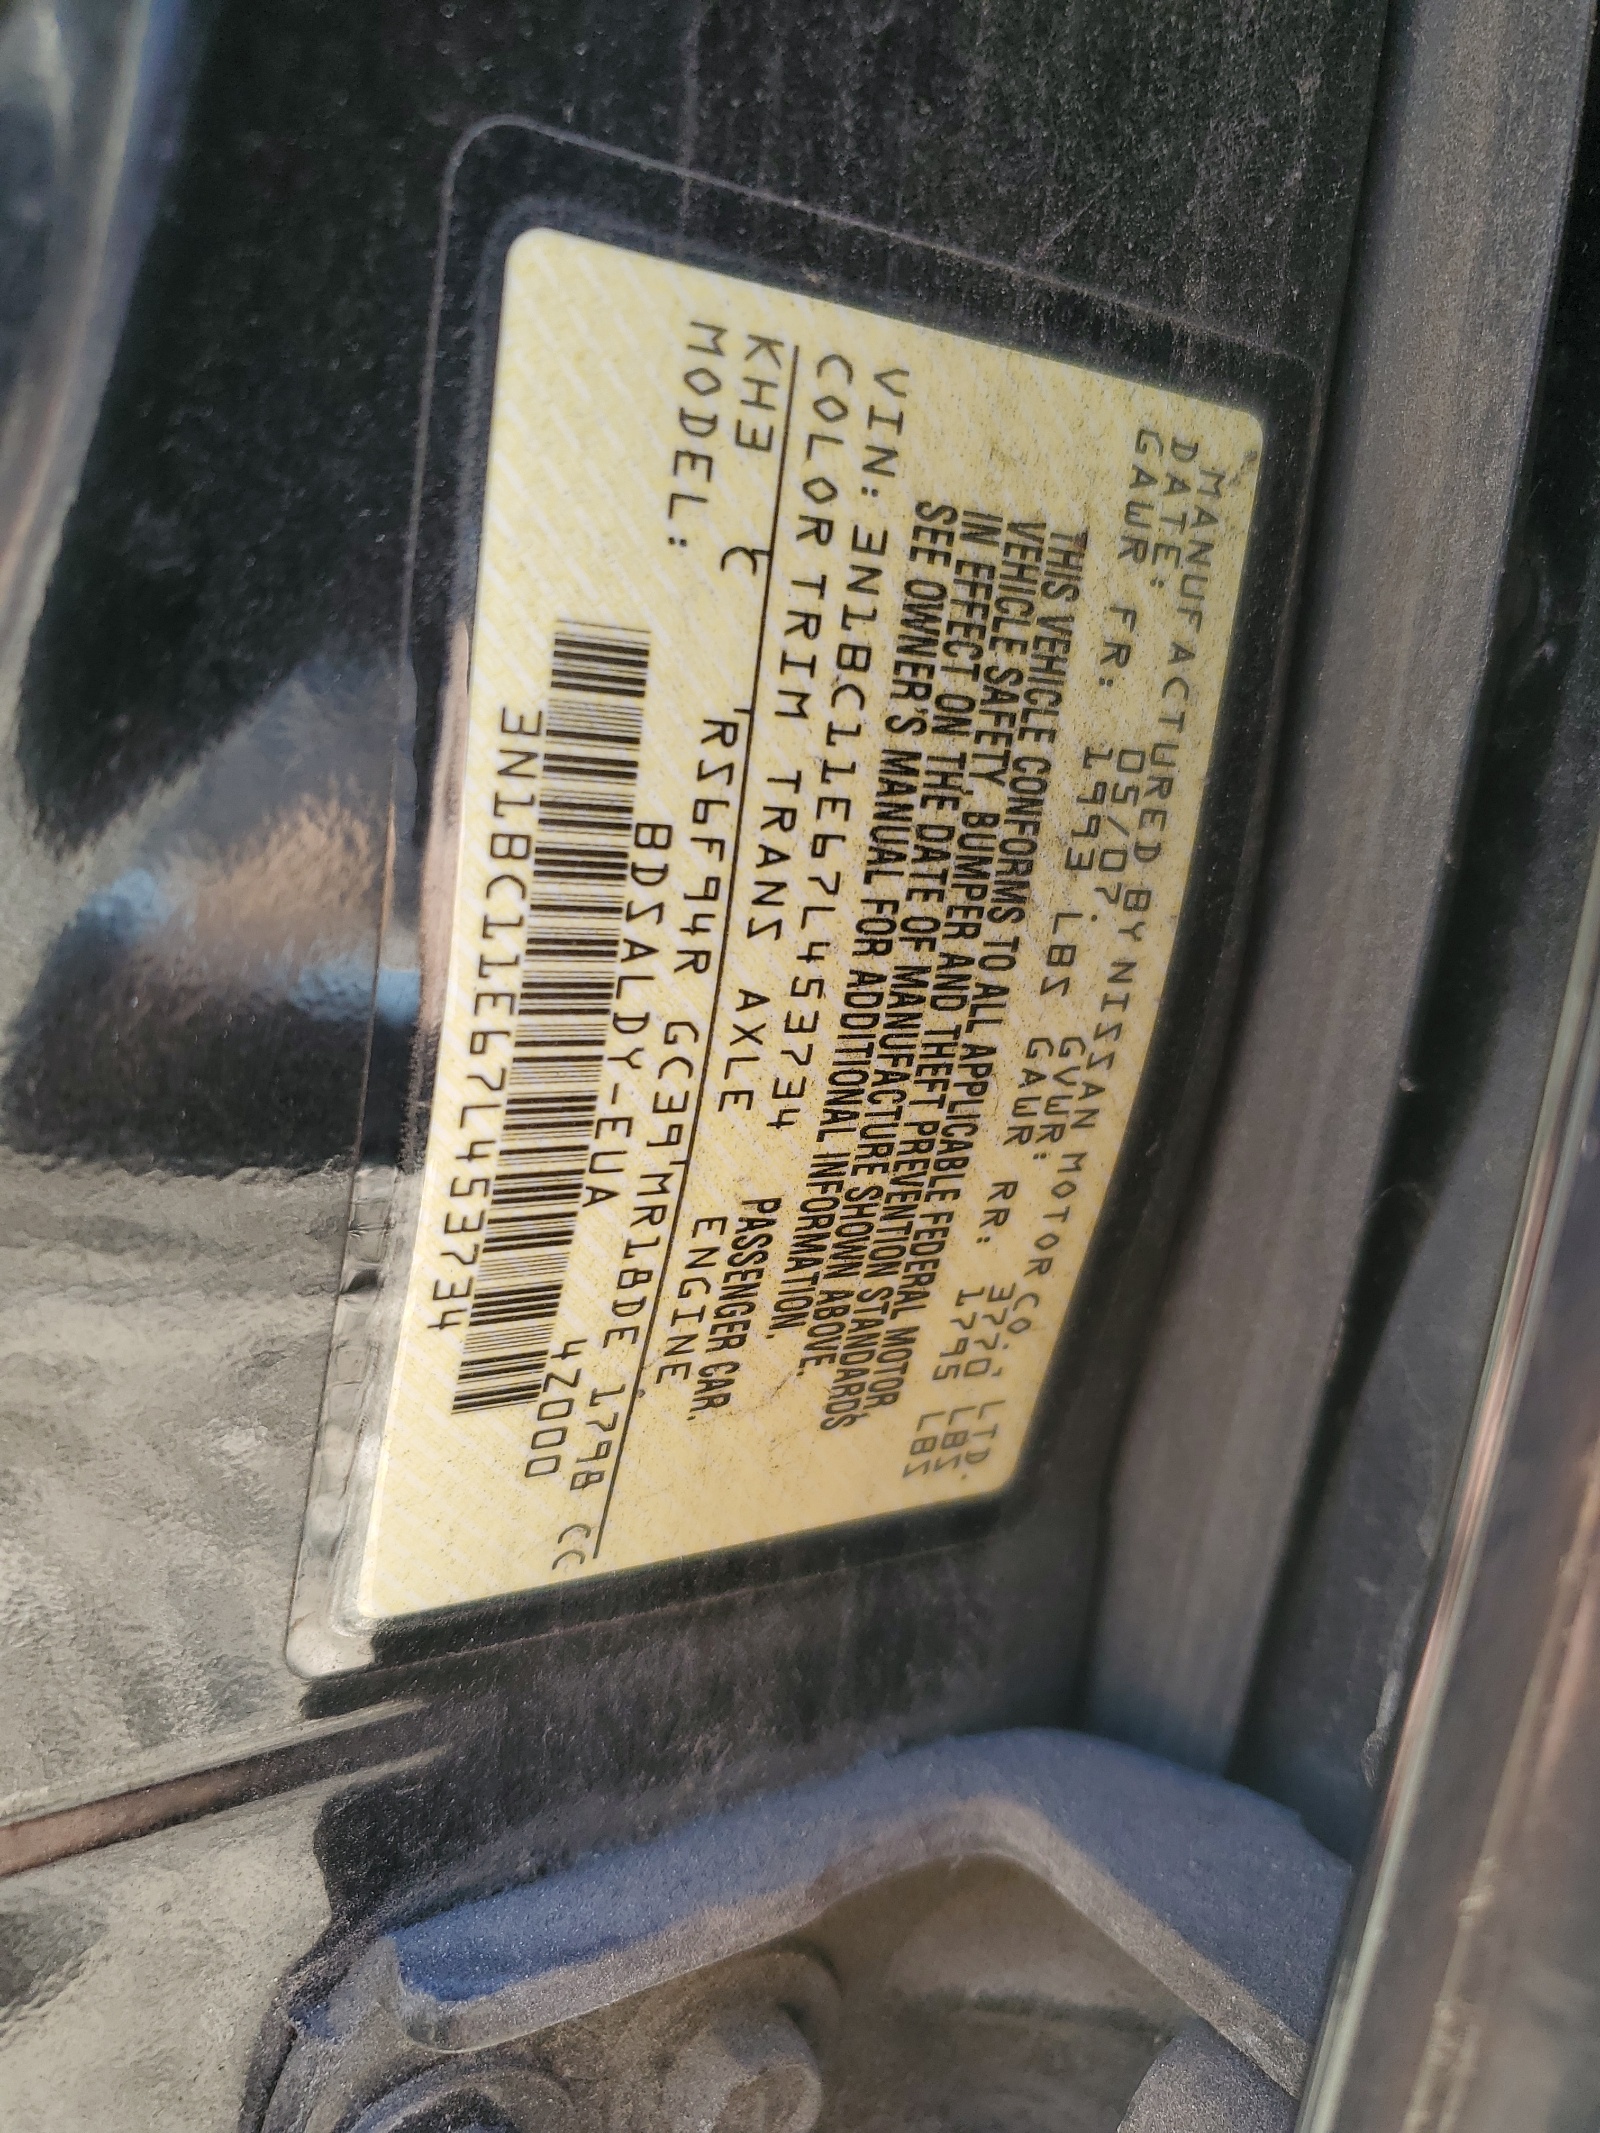 MANUFACTURED BY NISSAN MOTOR CO., LTD.
DATE: 05/07. GVWR: 3770 LBS
GAWR FR: 1993 LBS GAWR RR: 1795 LBS
THIS VEHICLE CONFORMS TO ALL APPLICABLE FEDERAL MOTOR
VEHICLE SAFETY, BUMPER AND THEFT PREVENTION STANDARDS
IN EFFECT ON THE DATE OF MANUFACTURE SHOWN ABOVE.
SEE OWNER'S MANUAL FOR ADDITIONAL INFORMATION.
VIN: 3N1BC11E67L453734 PASSENGER CAR.
COLOR TRIM TRANS AXLE ENGINE
KH3 C RS6F94R GC39 MR18DE 1798 CC
MODEL: BDSALDY-EUA 4Z000
3N1BC11E67L453734